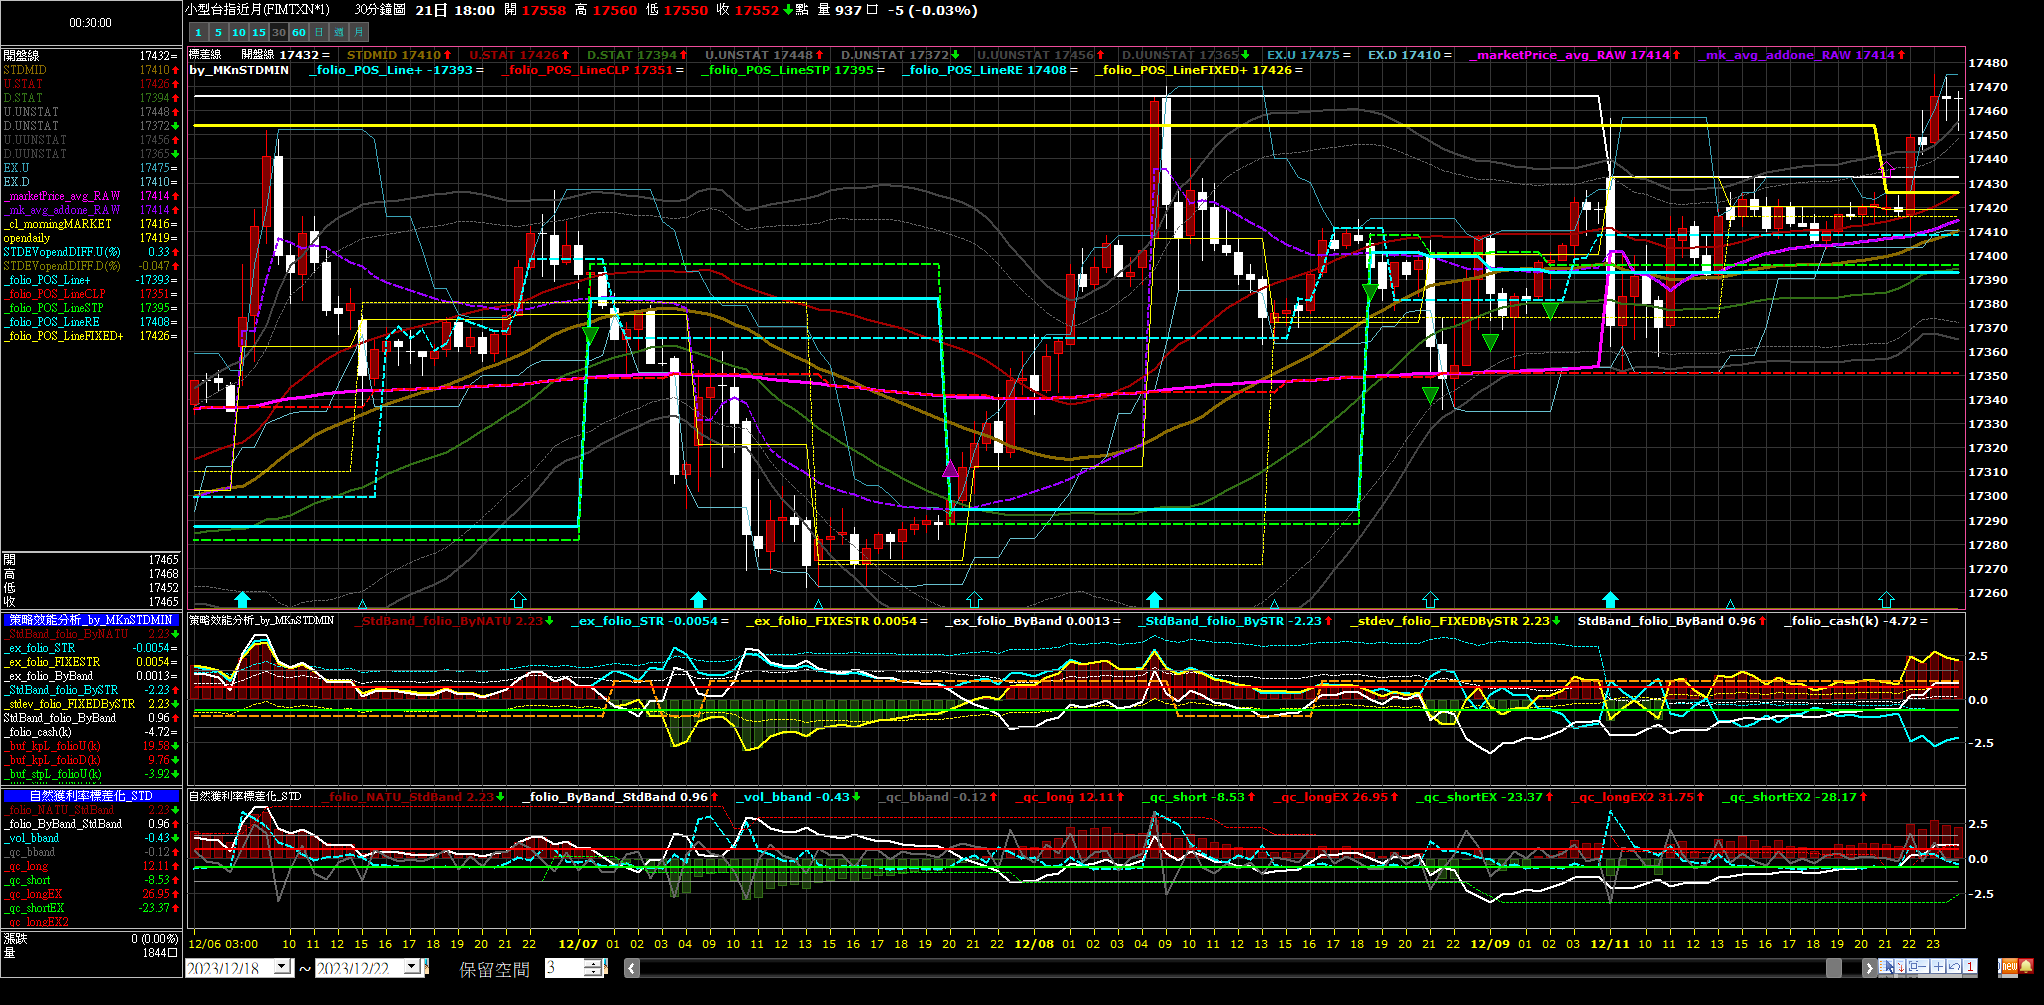 小型台指近月(FIMTXN*1) 30分鐘圖 21日 18:00 開 17558 高 17560 低 17550 收 17552 點 量 937 口 -5 (-0.03%)
00:30:00
1 5 10 15 30 60 日 週 月
標差線 開盤線 17432 = STDMID 17410 U.STAT 17426 D.STAT 17394 U.UNSTAT 17448 D.UNSTAT 17372 U.UUNSTAT 17456 D.UUNSTAT 17365 EX.U 17475 = EX.D 17410 = _marketPrice_avg_RAW 17414 _mk_avg_addone_RAW 17414
by_MKnSTDMIN _folio_POS_Line+ -17393 = _folio_POS_LineCLP 17351 = _folio_POS_LineSTP 17395 = _folio_POS_LineRE 17408 = _folio_POS_LineFIXED+ 17426 =
開盤線 17432=
STDMID 17410
U.STAT 17426
D.STAT 17394
U.UNSTAT 17448
D.UNSTAT 17372
U.UUNSTAT 17456
D.UUNSTAT 17365
EX.U 17475=
EX.D 17410=
_marketPrice_avg_RAW 17414
_mk_avg_addons_RAW 17414
_cl_morningMARKET 17416=
opendaily 17419=
STDEVopendDIFF.U(%) 0.33
STDEVopendDIFF.D(%) -0.047
_folio_POS_Line+ -17393=
_folio_POS_LineCLP 17351=
_folio_POS_LineSTP 17395=
_folio_POS_LineRE 17408=
_folio_POS_LineFIXED+ 17426=
開 17465
高 17468
低 17452
收 17465
17480
17470
17460
17450
17440
17430
17420
17410
17400
17390
17380
17370
17360
17350
17340
17330
17320
17310
17300
17290
17280
17270
17260
策略效能分析_by_MKnSTDMIN
_StdBand_folio_ByNATU 2.23
_ex_folio_STR -0.0054=
_ex_folio_FIXESTR 0.0054=
_ex_folio_ByBand 0.0013=
_StdBand_folio_BySTR -2.23
_stdev_folio_FIXEDBySTR 2.23
StdBand_folio_ByBand 0.96
_folio_cash(k) -4.72=
_buf_kpL_folioU(k) 19.58
_buf_kpL_folioD(k) 9.76
_buf_stpL_folioU(k) -3.92
策略效能分析_by_MKnSTDMIN _StdBand_folio_ByNATU 2.23 _ex_folio_STR -0.0054 = _ex_folio_FIXESTR 0.0054 = _ex_folio_ByBand 0.0013 = _StdBand_folio_BySTR -2.23 _stdev_folio_FIXEDBySTR 2.23 StdBand_folio_ByBand 0.96 _folio_cash(k) -4.72 =
2.5
0.0
-2.5
自然獲利率標差化_STD
_folio_NATU_StdBand 2.23
_folio_ByBand_StdBand 0.96
_vol_bband -0.43
_qc_bband -0.12
_qc_long 12.11
_qc_short -8.53
_qc_longEX 26.95
_qc_shortEX -23.37
_qc_longEX2
自然獲利率標差化_STD _folio_NATU_StdBand 2.23 _folio_ByBand_StdBand 0.96 _vol_bband -0.43 _qc_bband -0.12 _qc_long 12.11 _qc_short -8.53 _qc_longEX 26.95 _qc_shortEX -23.37 _qc_longEX2 31.75 _qc_shortEX2 -28.17
2.5
0.0
-2.5
漲跌 0 (0.00%)
量 1844口
12/06 03:00 10 11 12 15 16 17 18 19 20 21 22 12/07 01 02 03 04 09 10 11 12 13 15 16 17 18 19 20 21 22 12/08 01 02 03 04 09 10 11 12 13 15 16 17 18 19 20 21 22 12/09 01 02 03 12/11 10 11 12 13 15 16 17 18 19 20 21 22 23
2023/12/18 ~ 2023/12/22 保留空間 3
1 new